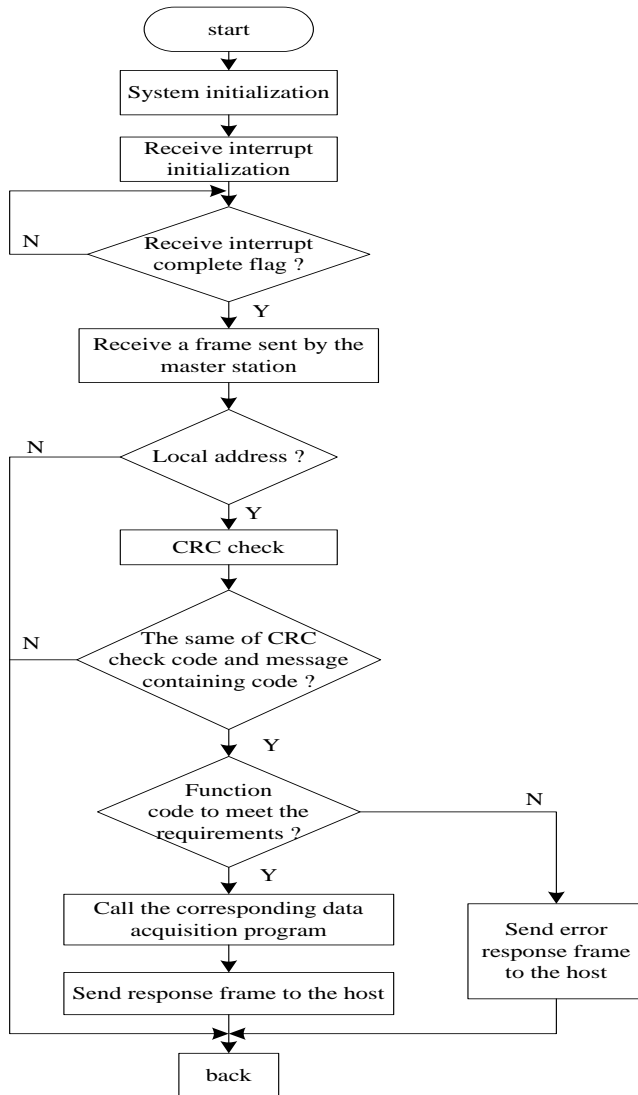 start
System initialization
Receive interrupt
initialization
N
Receive interrupt
complete flag ?
Y
Receive a frame sent by the
master station
N
Local address ?
Y
CRC check
N
The same of CRC
check code and message
containing code ?
Y
Function
code to meet the
requirements ?
N
Y
Call the corresponding data
acquisition program
Send error
response frame
to the host
Send response frame to the host
back